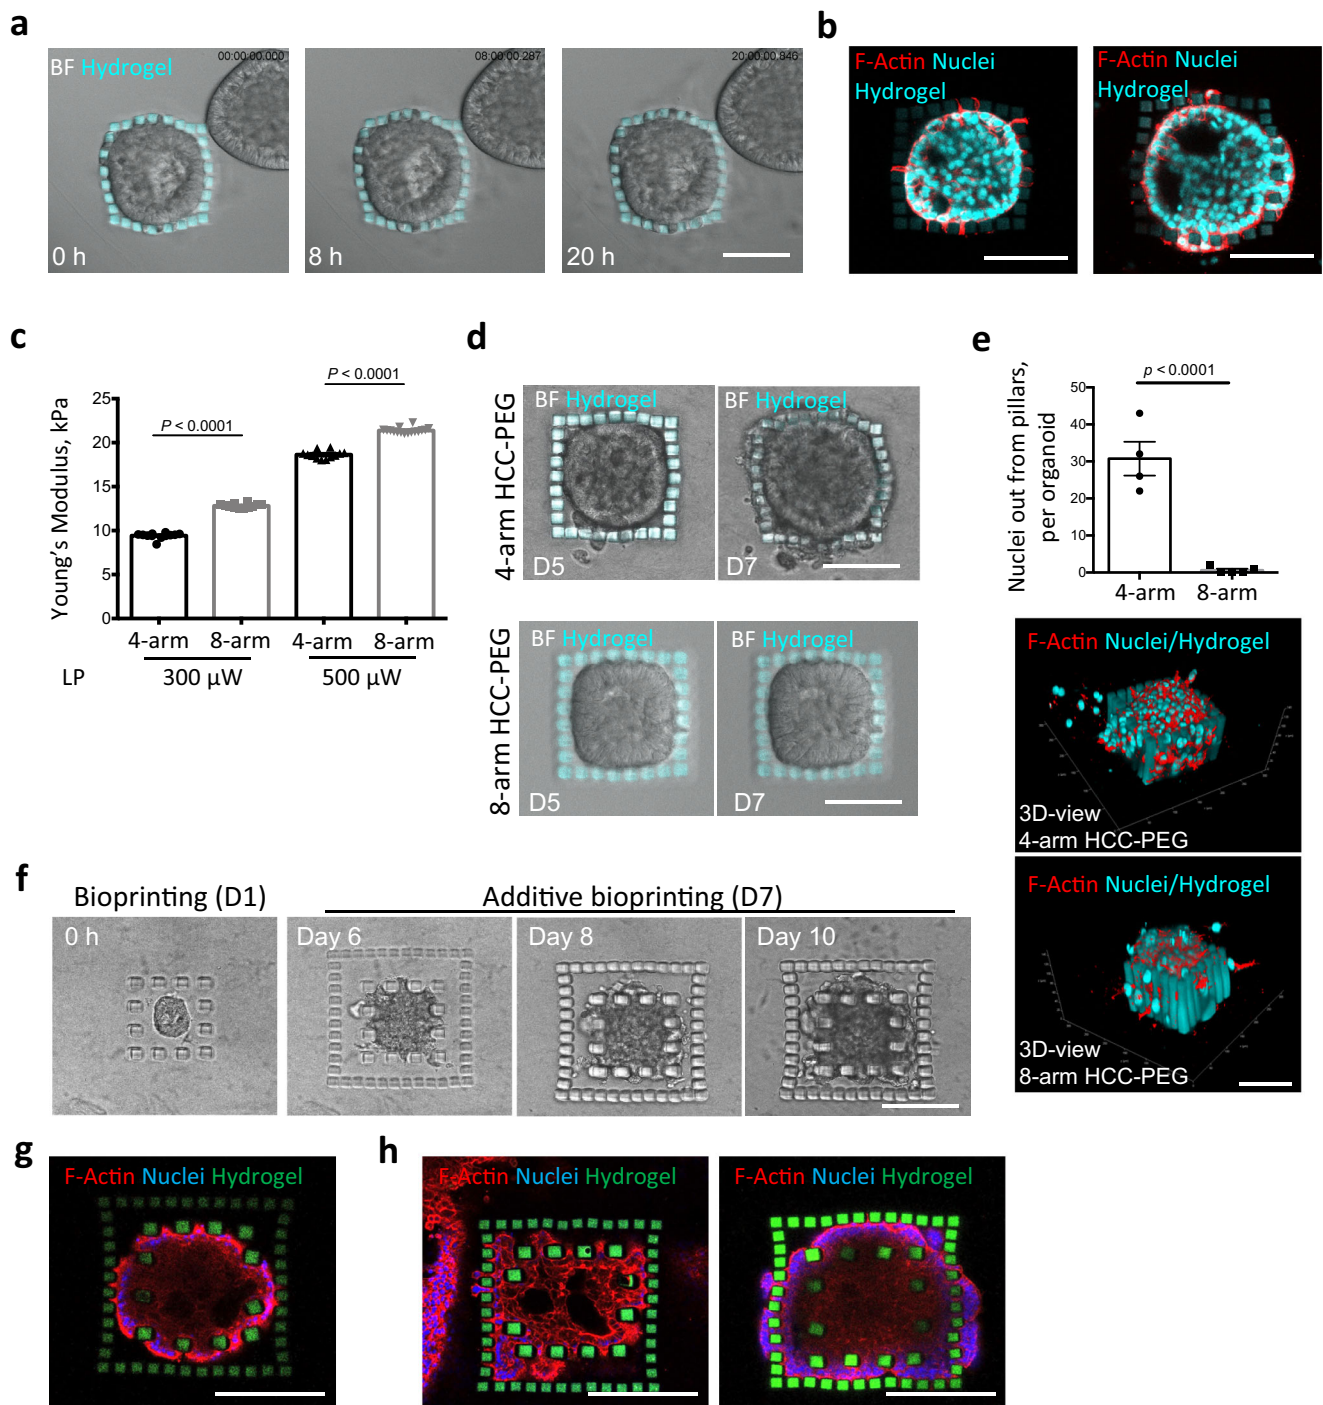 a
BF Hydrogel
00:00:00.000
0 h
08:00:00.287
8 h
20:00:00.646
20 h
b
F-Actin Nuclei
Hydrogel
F-Actin Nuclei
Hydrogel
c
Young's Modulus, kPa
25
20
15
10
5
0
P < 0.0001
P < 0.0001
4-arm 8-arm 4-arm 8-arm
LP 300 µW 500 µW
d
4-arm HCC-PEG
BF Hydrogel
D5
BF Hydrogel
D7
8-arm HCC-PEG
BF Hydrogel
D5
BF Hydrogel
D7
e
Nuclei out from pillars,
per organoid
p < 0.0001
50
40
30
20
10
0
4-arm 8-arm
F-Actin Nuclei/Hydrogel
3D-view
4-arm HCC-PEG
F-Actin Nuclei/Hydrogel
3D-view
8-arm HCC-PEG
f
Bioprinting (D1)
Additive bioprinting (D7)
0 h
Day 6
Day 8
Day 10
g
F-Actin Nuclei Hydrogel
h
F-Actin Nuclei Hydrogel
F-Actin Nuclei Hydrogel